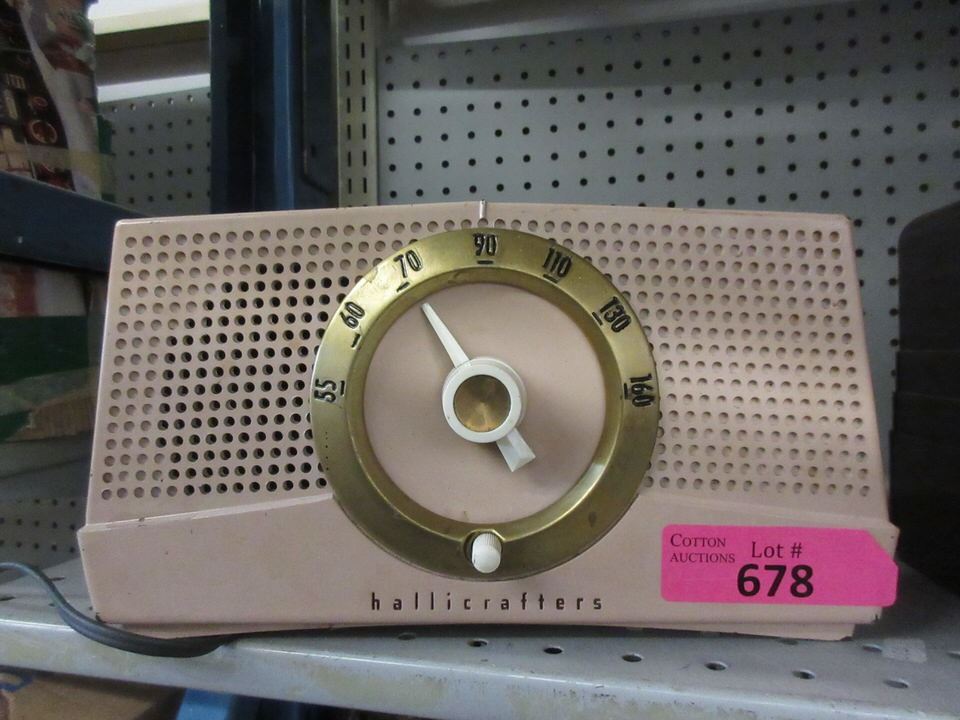 90
70
110
60
130
55
160
hallicrafters
COTTON
AUCTIONS
Lot #
678